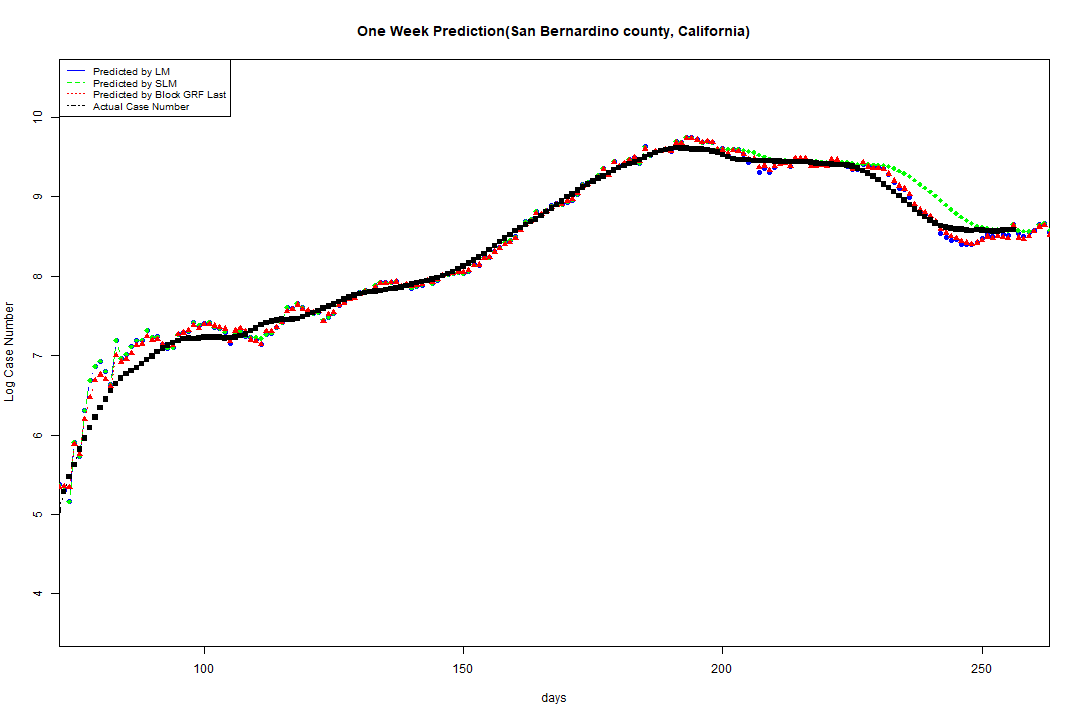 One Week Prediction(San Bernardino county, California)
Predicted by LM
Predicted by SLM
Predicted by Block GRF Last
Actual Case Number
Log Case Number
10
9
8
7
6
5
4
100 150 200 250
days